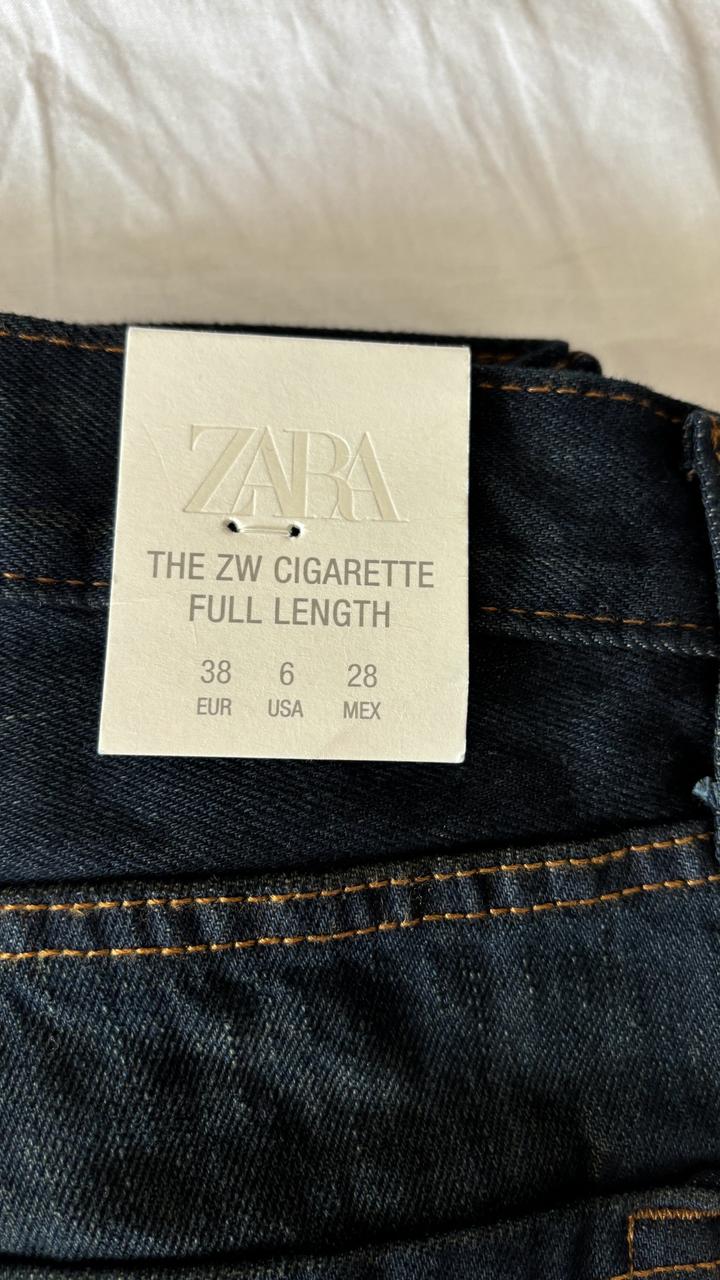 ZARA
THE ZW CIGARETTE
FULL LENGTH
38 6 28
EUR USA MEX